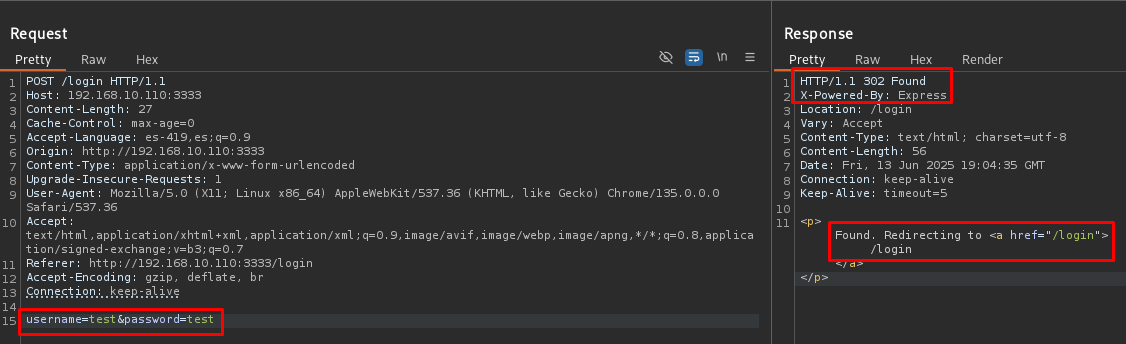 Request
Pretty Raw Hex
\n
1 POST /login HTTP/1.1
2 Host: 192.168.10.110:3333
3 Content-Length: 27
4 Cache-Control: max-age=0
5 Accept-Language: es-419,es;q=0.9
6 Origin: http://192.168.10.110:3333
7 Content-Type: application/x-www-form-urlencoded
8 Upgrade-Insecure-Requests: 1
9 User-Agent: Mozilla/5.0 (X11; Linux x86_64) AppleWebKit/537.36 (KHTML, like Gecko) Chrome/135.0.0.0
Safari/537.36
10 Accept:
text/html,application/xhtml+xml,application/xml;q=0.9,image/avif,image/webp,image/apng,*/*;q=0.8,applica
tion/signed-exchange;v=b3;q=0.7
11 Referer: http://192.168.10.110:3333/login
12 Accept-Encoding: gzip, deflate, br
13 Connection: keep-alive
14
15 username=test&password=test
Response
Pretty Raw Hex Render
1 HTTP/1.1 302 Found
2 X-Powered-By: Express
3 Location: /login
4 Vary: Accept
5 Content-Type: text/html; charset=utf-8
6 Content-Length: 56
7 Date: Fri, 13 Jun 2025 19:04:35 GMT
8 Connection: keep-alive
9 Keep-Alive: timeout=5
10
11 <p>
Found. Redirecting to <a href="/login">
/login
</a>
</p>